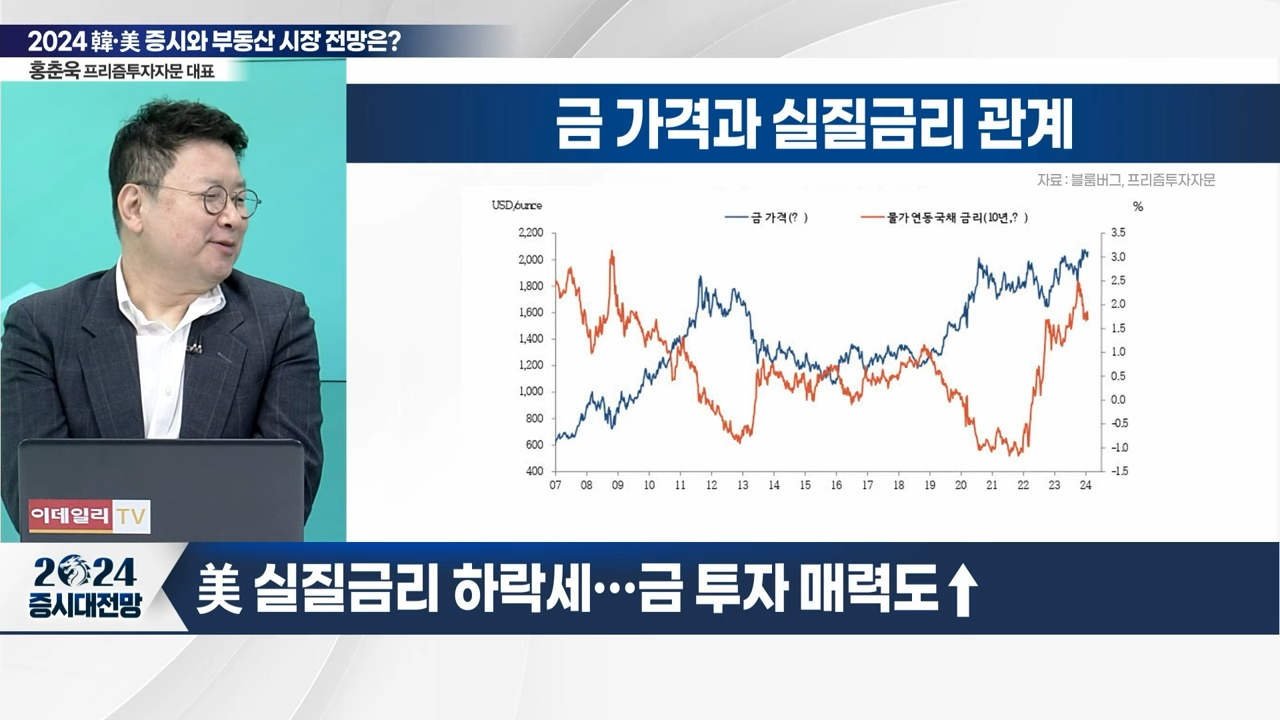 2024 韓·美 증시와 부동산 시장 전망은?
홍춘욱 프리즘투자자문 대표
금 가격과 실질금리 관계
자료 : 블룸버그, 프리즘투자자문
USD/ounce
금 가격(? )
물가연동국채 금리(10년,? )
%
2,200
2,000
1,800
1,600
1,400
1,200
1,000
800
600
400
3.5
3.0
2.5
2.0
1.5
1.0
0.5
0.0
-0.5
-1.0
-1.5
07 08 09 10 11 12 13 14 15 16 17 18 19 20 21 22 23 24
이데일리TV
2024
증시대전망
美 실질금리 하락세…금 투자 매력도↑